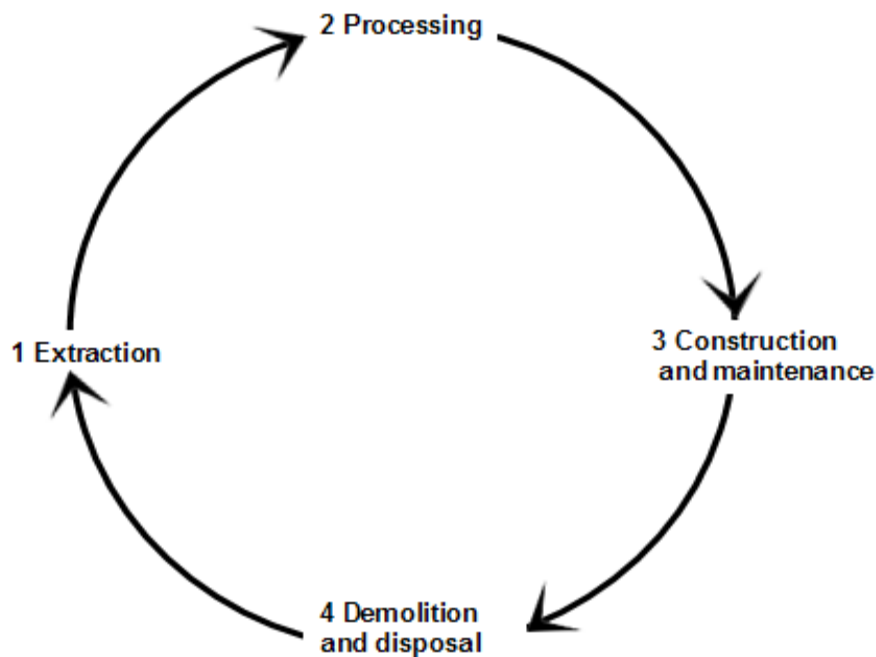 2 Processing
1 Extraction
3 Construction
and maintenance
4 Demolition
and disposal